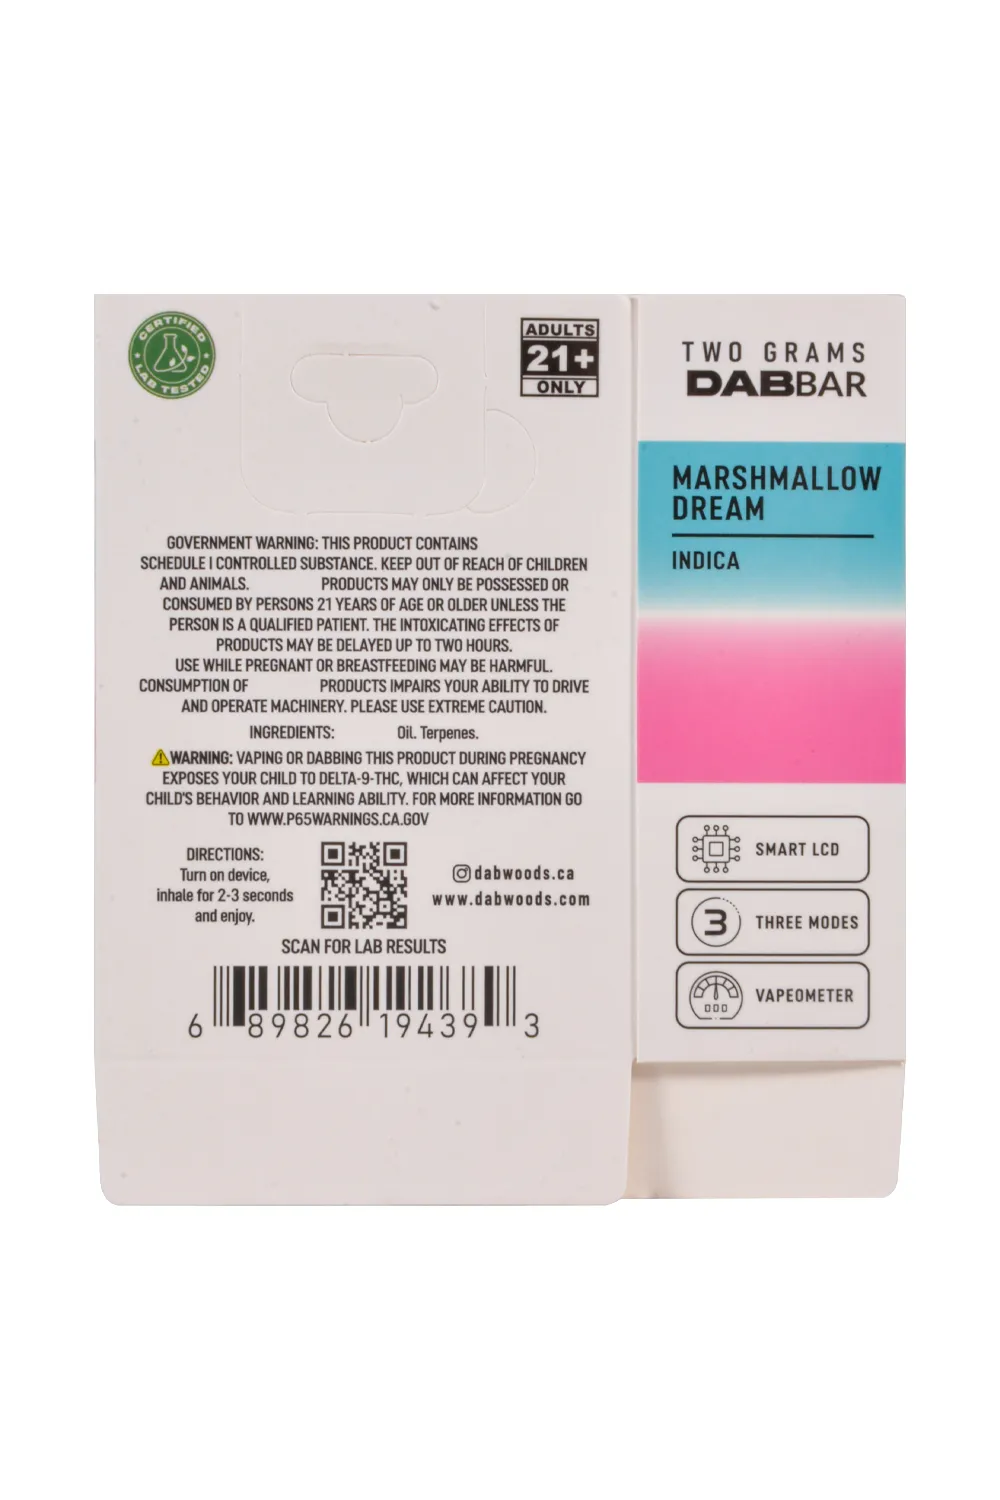 CERTIFIED
LAB TESTED
ADULTS
21+
ONLY
GOVERNMENT WARNING: THIS PRODUCT CONTAINS
SCHEDULE I CONTROLLED SUBSTANCE. KEEP OUT OF REACH OF CHILDREN
AND ANIMALS. PRODUCTS MAY ONLY BE POSSESSED OR
CONSUMED BY PERSONS 21 YEARS OF AGE OR OLDER UNLESS THE
PERSON IS A QUALIFIED PATIENT. THE INTOXICATING EFFECTS OF
PRODUCTS MAY BE DELAYED UP TO TWO HOURS.
USE WHILE PREGNANT OR BREASTFEEDING MAY BE HARMFUL.
CONSUMPTION OF PRODUCTS IMPAIRS YOUR ABILITY TO DRIVE
AND OPERATE MACHINERY. PLEASE USE EXTREME CAUTION.
INGREDIENTS: Oil. Terpenes.
WARNING: VAPING OR DABBING THIS PRODUCT DURING PREGNANCY
EXPOSES YOUR CHILD TO DELTA-9-THC, WHICH CAN AFFECT YOUR
CHILD'S BEHAVIOR AND LEARNING ABILITY. FOR MORE INFORMATION GO
TO WWW.P65WARNINGS.CA.GOV
DIRECTIONS:
Turn on device,
inhale for 2-3 seconds
and enjoy.
dabwoods.ca
www.dabwoods.com
SCAN FOR LAB RESULTS
6 89826 19439 3
TWO GRAMS
DABBAR
MARSHMALLOW
DREAM
INDICA
SMART LCD
3 THREE MODES
VAPEOMETER